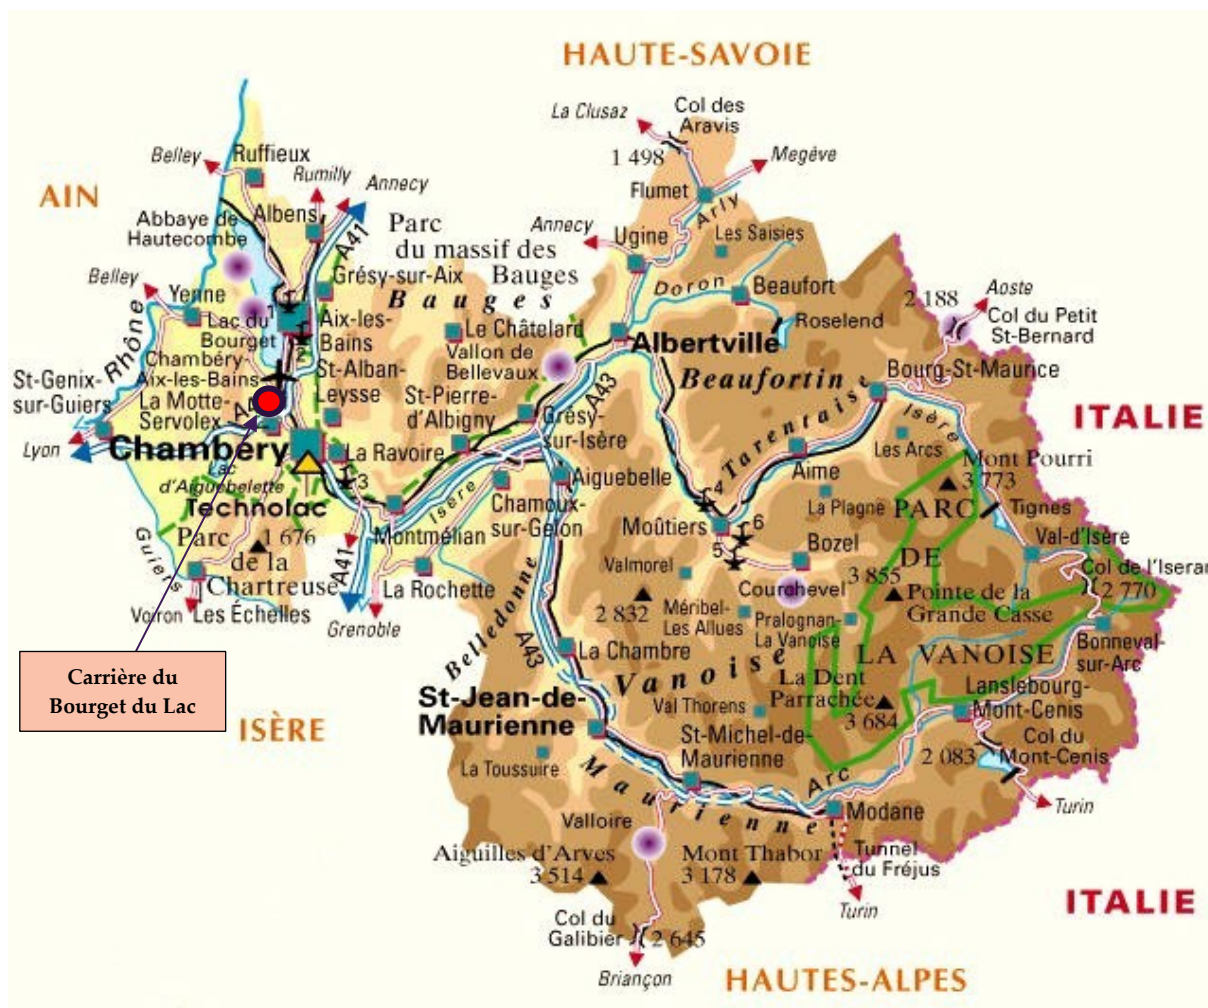 HAUTE-SAVOIE
La Clusaz
Col des
Aravis
1 498
Megève
Belley
Ruffieux
Rumilly
Annecy
Flumet
Arly
AIN
Abbaye de
Hautecombe
Albens
A41
Parc
du massif des
Bauges
Annecy
Ugine
Les Saisies
Belley
Grésy-sur-Aix
Bauges
Doron
Beaufort
2 188
Aoste
Yenne
Rhône
Lac du
Bourget
1
2
Aix-les-
Bains
Le Châtelard
Roselend
Col du Petit
St-Bernard
Vallon de
Bellevaux
Albertville
Chambéry-
Aix-les-Bains
St-Alban-
Leysse
St-Pierre-
d'Albigny
A43
Beaufortin
Bourg-St-Maurice
St-Genix-
sur-Guiers
La Motte-
Servolex
Grésy-
sur-Isère
Tarentaise
Isère
ITALIE
Lyon
Chambéry
La Ravoire
Aime
Les Arcs
Mont Pourri
3 773
Lac
d'Aiguebelette
3
Isère
Aiguebelle
4
La Plagne
PARC
Tignes
Technolac
Chamoux-
sur-Gelon
Moûtiers
6
5
Bozel
DE
Val-d'Isère
Guiers
Parc
de la
Chartreuse
1 676
Montmélian
A41
La Rochette
Valmorel
Courchevel
3 855
Pointe de la
Grande Casse
Col de l'Iseran
2 770
Voiron
Les Échelles
Grenoble
Belledonne
A43
2 832
Méribel-
Les Allues
Pralognan-
La Vanoise
Bonneval-
sur-Arc
La Chambre
Vanoise
LA VANOISE
Carrière du
Bourget du Lac
La Dent
Parrachée
3 684
Lanslebourg-
Mont-Cenis
St-Jean-de-
Maurienne
Val Thorens
ISÈRE
St-Michel-de-
Maurienne
2 083
Col du
Mont-Cenis
La Toussuire
Maurienne
Arc
Turin
Valloire
Modane
Aiguilles d'Arves
3 514
Mont Thabor
3 178
Tunnel
du Fréjus
Turin
ITALIE
Col du
Galibier
2 645
Briançon
HAUTES-ALPES